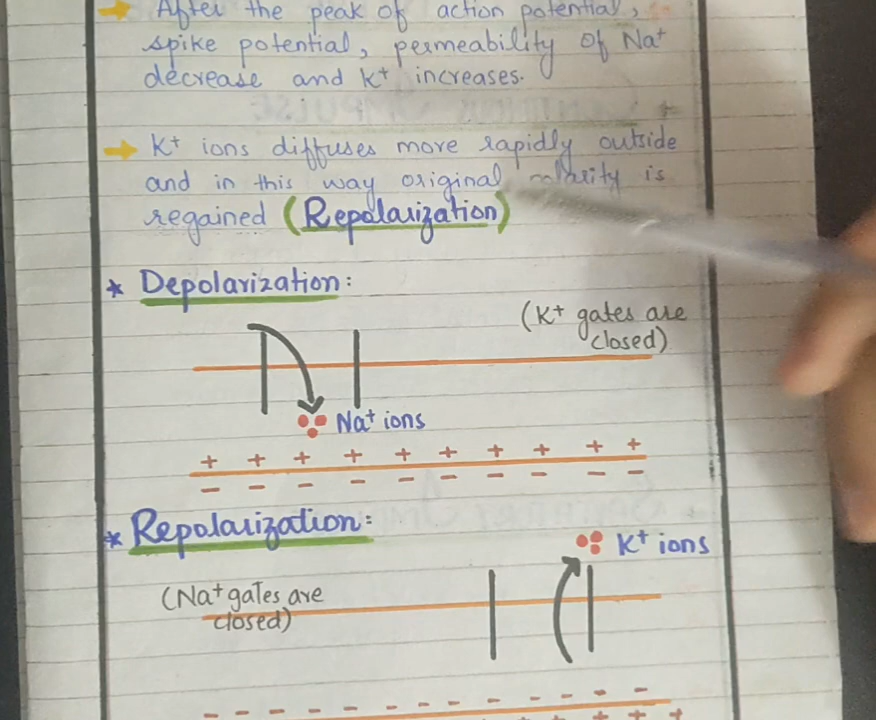 After the peak of action potential,
spike potential, permeability of Na+
decrease and K+ increases.
K+ ions diffuses more rapidly outside
and in this way original polarity is
regained (Repolarization)
* Depolarization:
(K+ gates are
closed)
Na+ ions
+ + + + + + + + + +
- - - - - - - - - -
* Repolarization:
K+ ions
(Na+ gates are
closed)
- - - - - - - - - -
+ + +